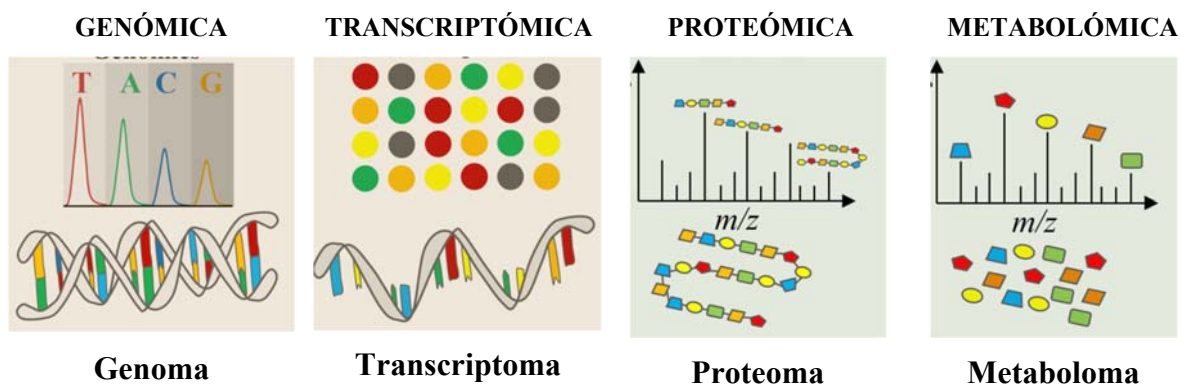 GENÓMICA
TRANSCRIPTÓMICA
PROTEÓMICA
METABOLÓMICA
T A C G
m/z
m/z
Genoma
Transcriptoma
Proteoma
Metaboloma